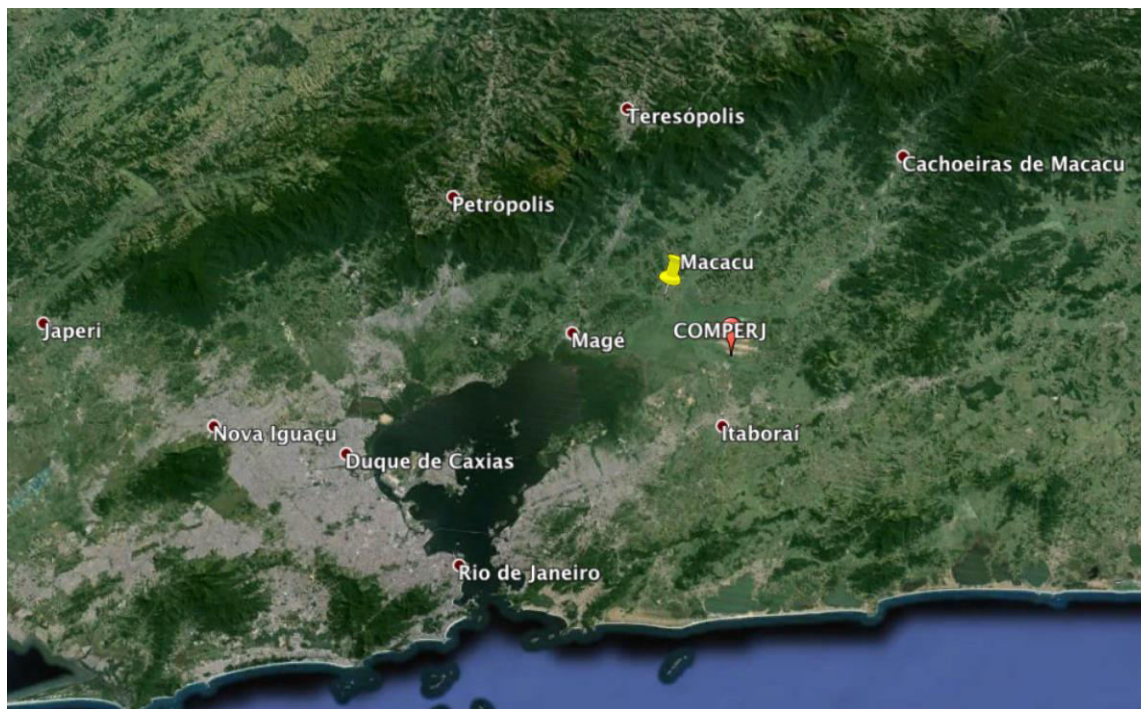 Teresópolis
Cachoeiras de Macacu
Petrópolis
Macacu
Japeri
Magé
COMPERJ
Nova Iguaçu
Itaboraí
Duque de Caxias
Rio de Janeiro